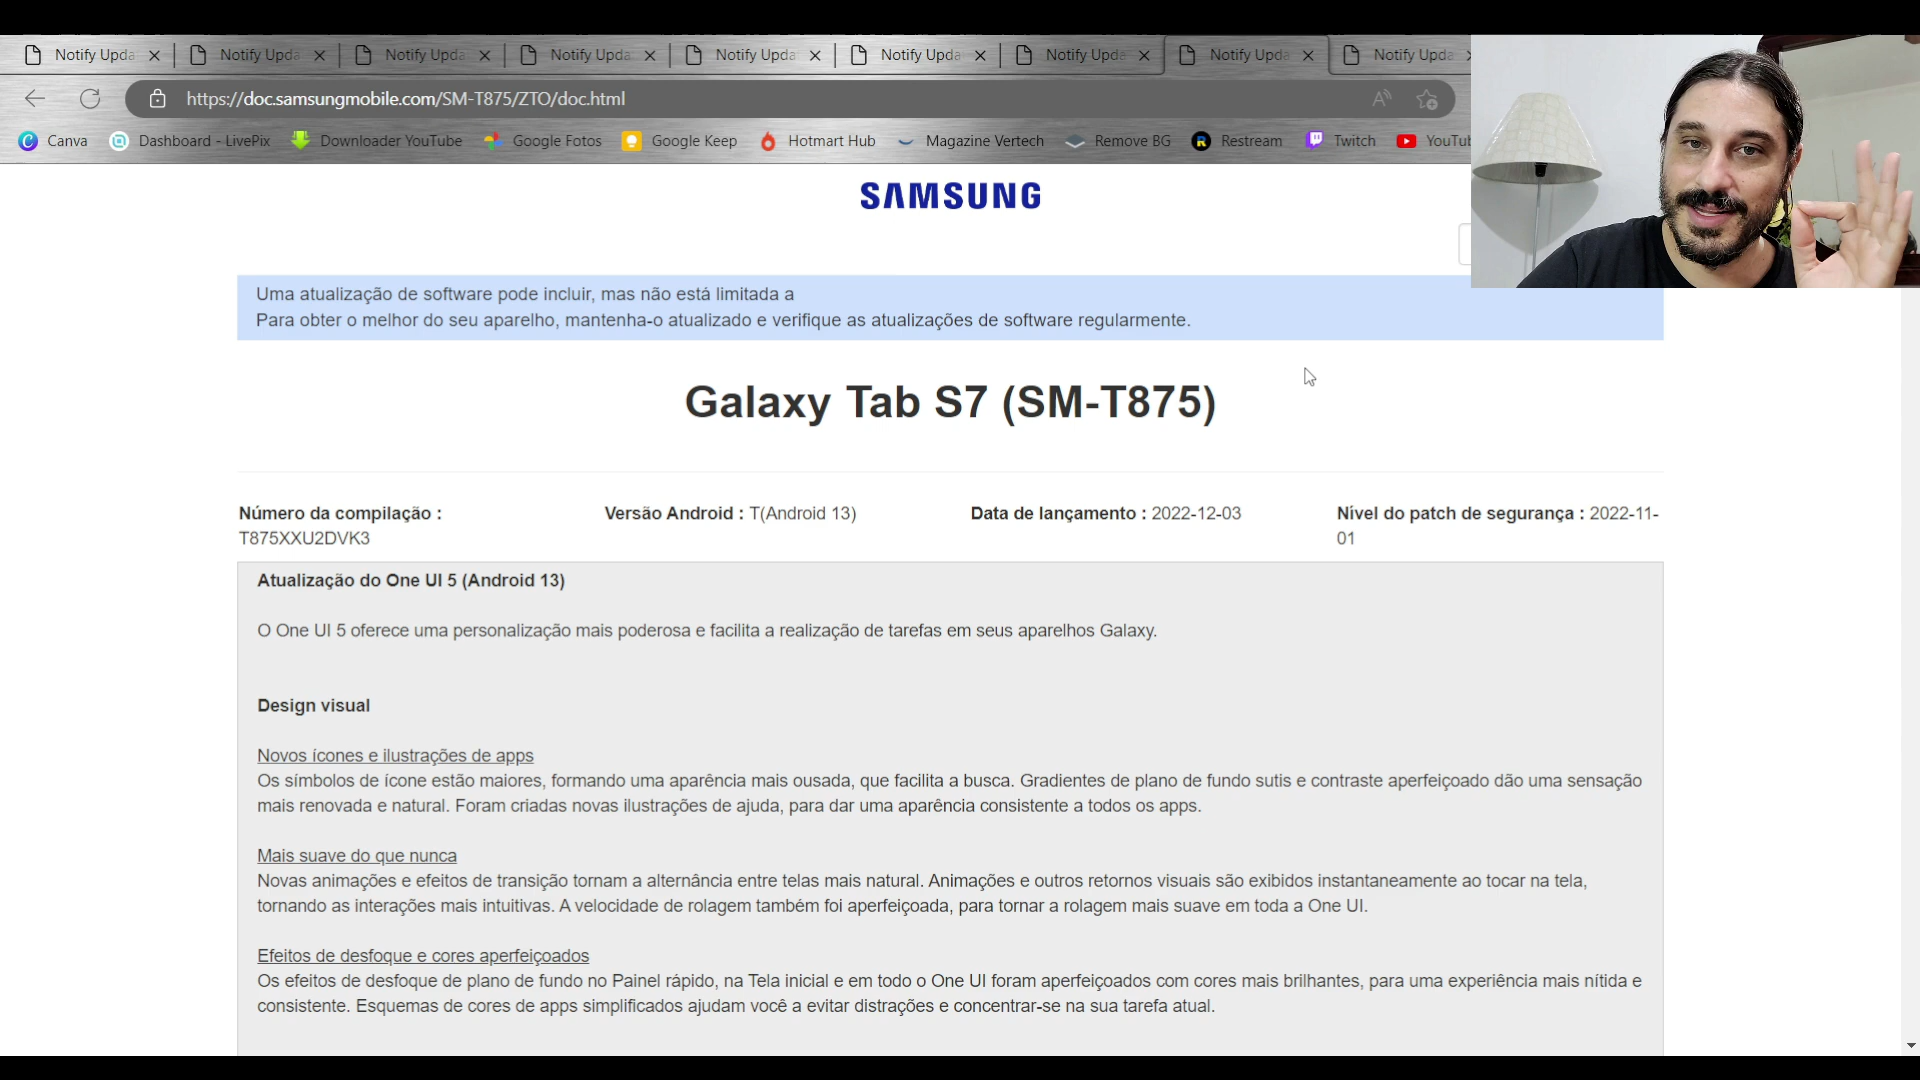 Notify Upda Notify Upda Notify Upda Notify Upda Notify Upda Notify Upda Notify Upda Notify Upda Notify Upda
https://doc.samsungmobile.com/SM-T875/ZTO/doc.html
Canva Dashboard - LivePix Downloader YouTube Google Fotos Google Keep Hotmart Hub Magazine Vertech Remove BG Restream Twitch YouTub
SAMSUNG
Uma atualização de software pode incluir, mas não está limitada a
Para obter o melhor do seu aparelho, mantenha-o atualizado e verifique as atualizações de software regularmente.
Galaxy Tab S7 (SM-T875)
Número da compilação : Versão Android : T(Android 13) Data de lançamento : 2022-12-03 Nível do patch de segurança : 2022-11-
T875XXU2DVK3 01
Atualização do One UI 5 (Android 13)
O One UI 5 oferece uma personalização mais poderosa e facilita a realização de tarefas em seus aparelhos Galaxy.
Design visual
Novos ícones e ilustrações de apps
Os símbolos de ícone estão maiores, formando uma aparência mais ousada, que facilita a busca. Gradientes de plano de fundo sutis e contraste aperfeiçoado dão uma sensação
mais renovada e natural. Foram criadas novas ilustrações de ajuda, para dar uma aparência consistente a todos os apps.
Mais suave do que nunca
Novas animações e efeitos de transição tornam a alternância entre telas mais natural. Animações e outros retornos visuais são exibidos instantaneamente ao tocar na tela,
tornando as interações mais intuitivas. A velocidade de rolagem também foi aperfeiçoada, para tornar a rolagem mais suave em toda a One UI.
Efeitos de desfoque e cores aperfeiçoados
Os efeitos de desfoque de plano de fundo no Painel rápido, na Tela inicial e em todo o One UI foram aperfeiçoados com cores mais brilhantes, para uma experiência mais nítida e
consistente. Esquemas de cores de apps simplificados ajudam você a evitar distrações e concentrar-se na sua tarefa atual.